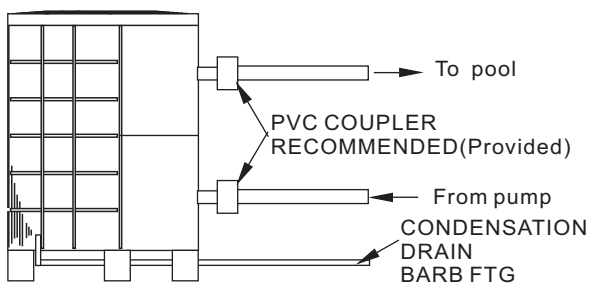 To pool
PVC COUPLER
RECOMMENDED(Provided)
From pump
CONDENSATION
DRAIN
BARB FTG